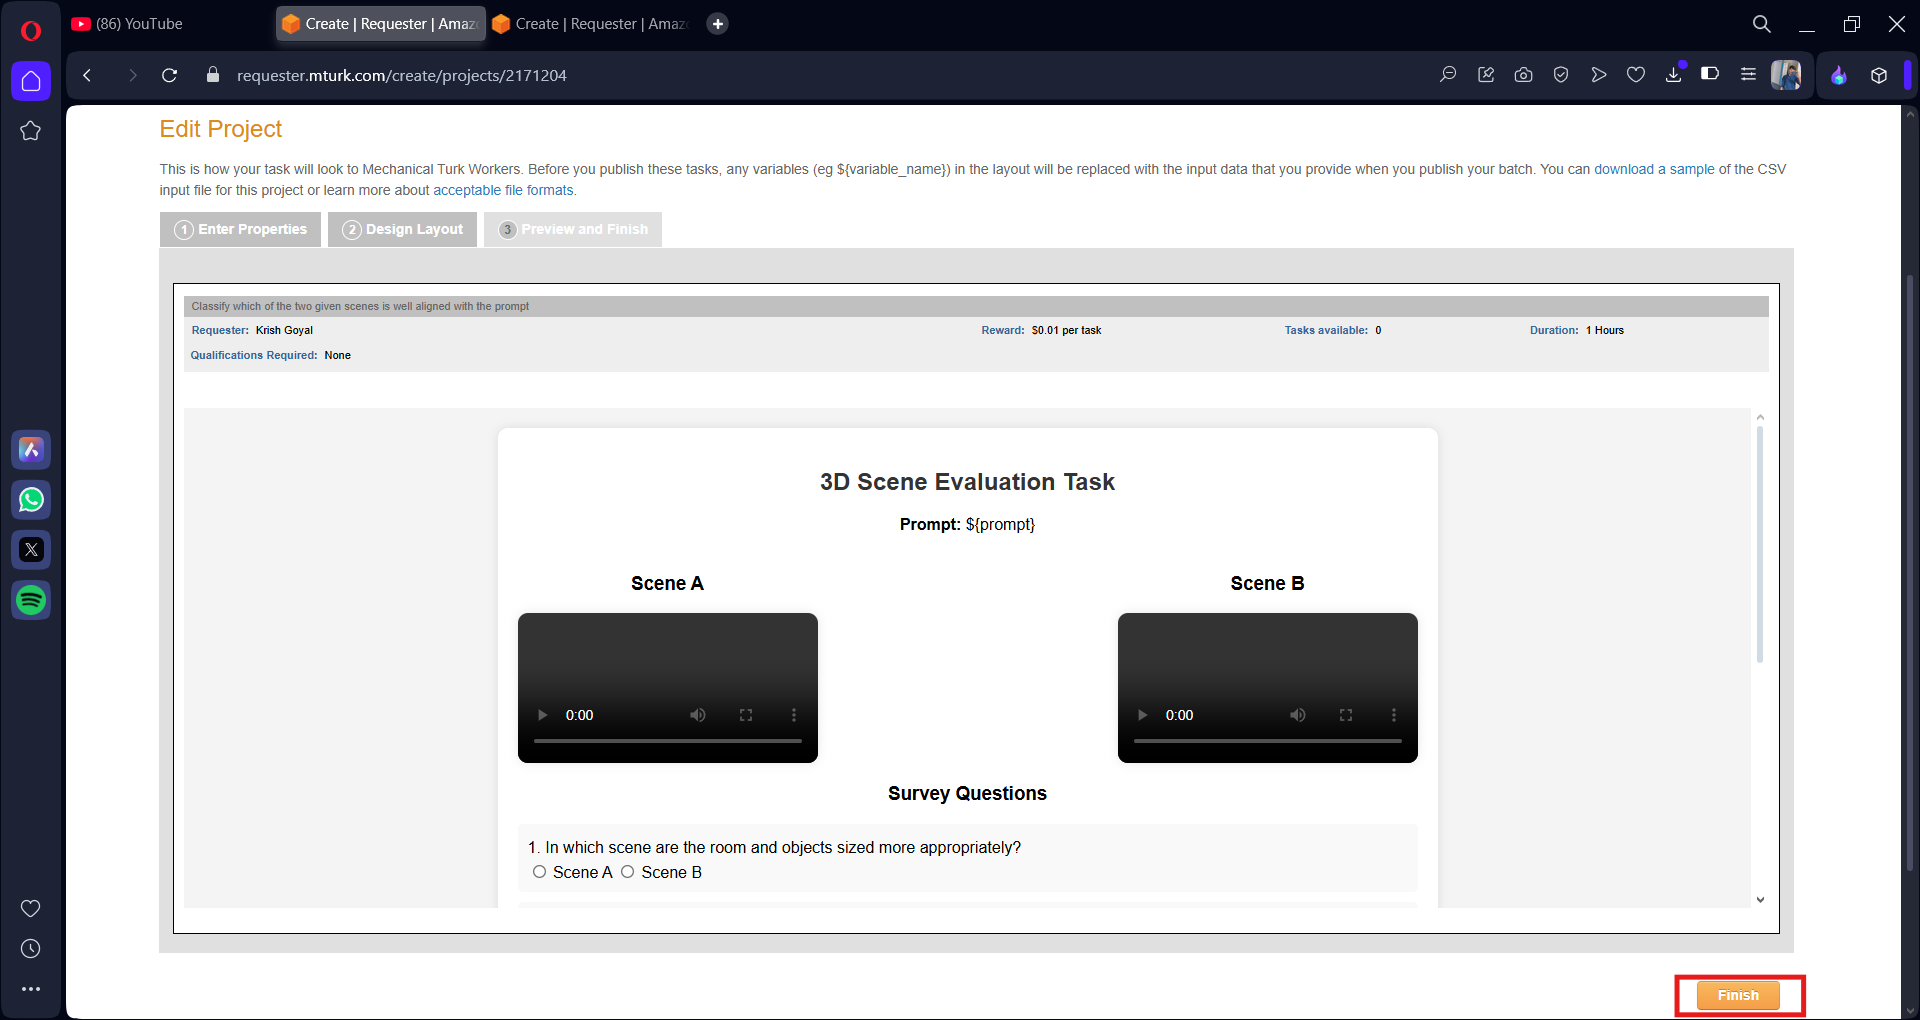 (86) YouTube
Create | Requester | Amaz
Create | Requester | Amaz
requester.mturk.com/create/projects/2171204
Edit Project
This is how your task will look to Mechanical Turk Workers. Before you publish these tasks, any variables (eg ${variable_name}) in the layout will be replaced with the input data that you provide when you publish your batch. You can download a sample of the CSV
input file for this project or learn more about acceptable file formats.
1 Enter Properties
2 Design Layout
3 Preview and Finish
Classify which of the two given scenes is well aligned with the prompt
Requester: Krish Goyal
Reward: $0.01 per task
Tasks available: 0
Duration: 1 Hours
Qualifications Required: None
3D Scene Evaluation Task
Prompt: ${prompt}
Scene A
Scene B
0:00
0:00
Survey Questions
1. In which scene are the room and objects sized more appropriately?
Scene A Scene B
Finish